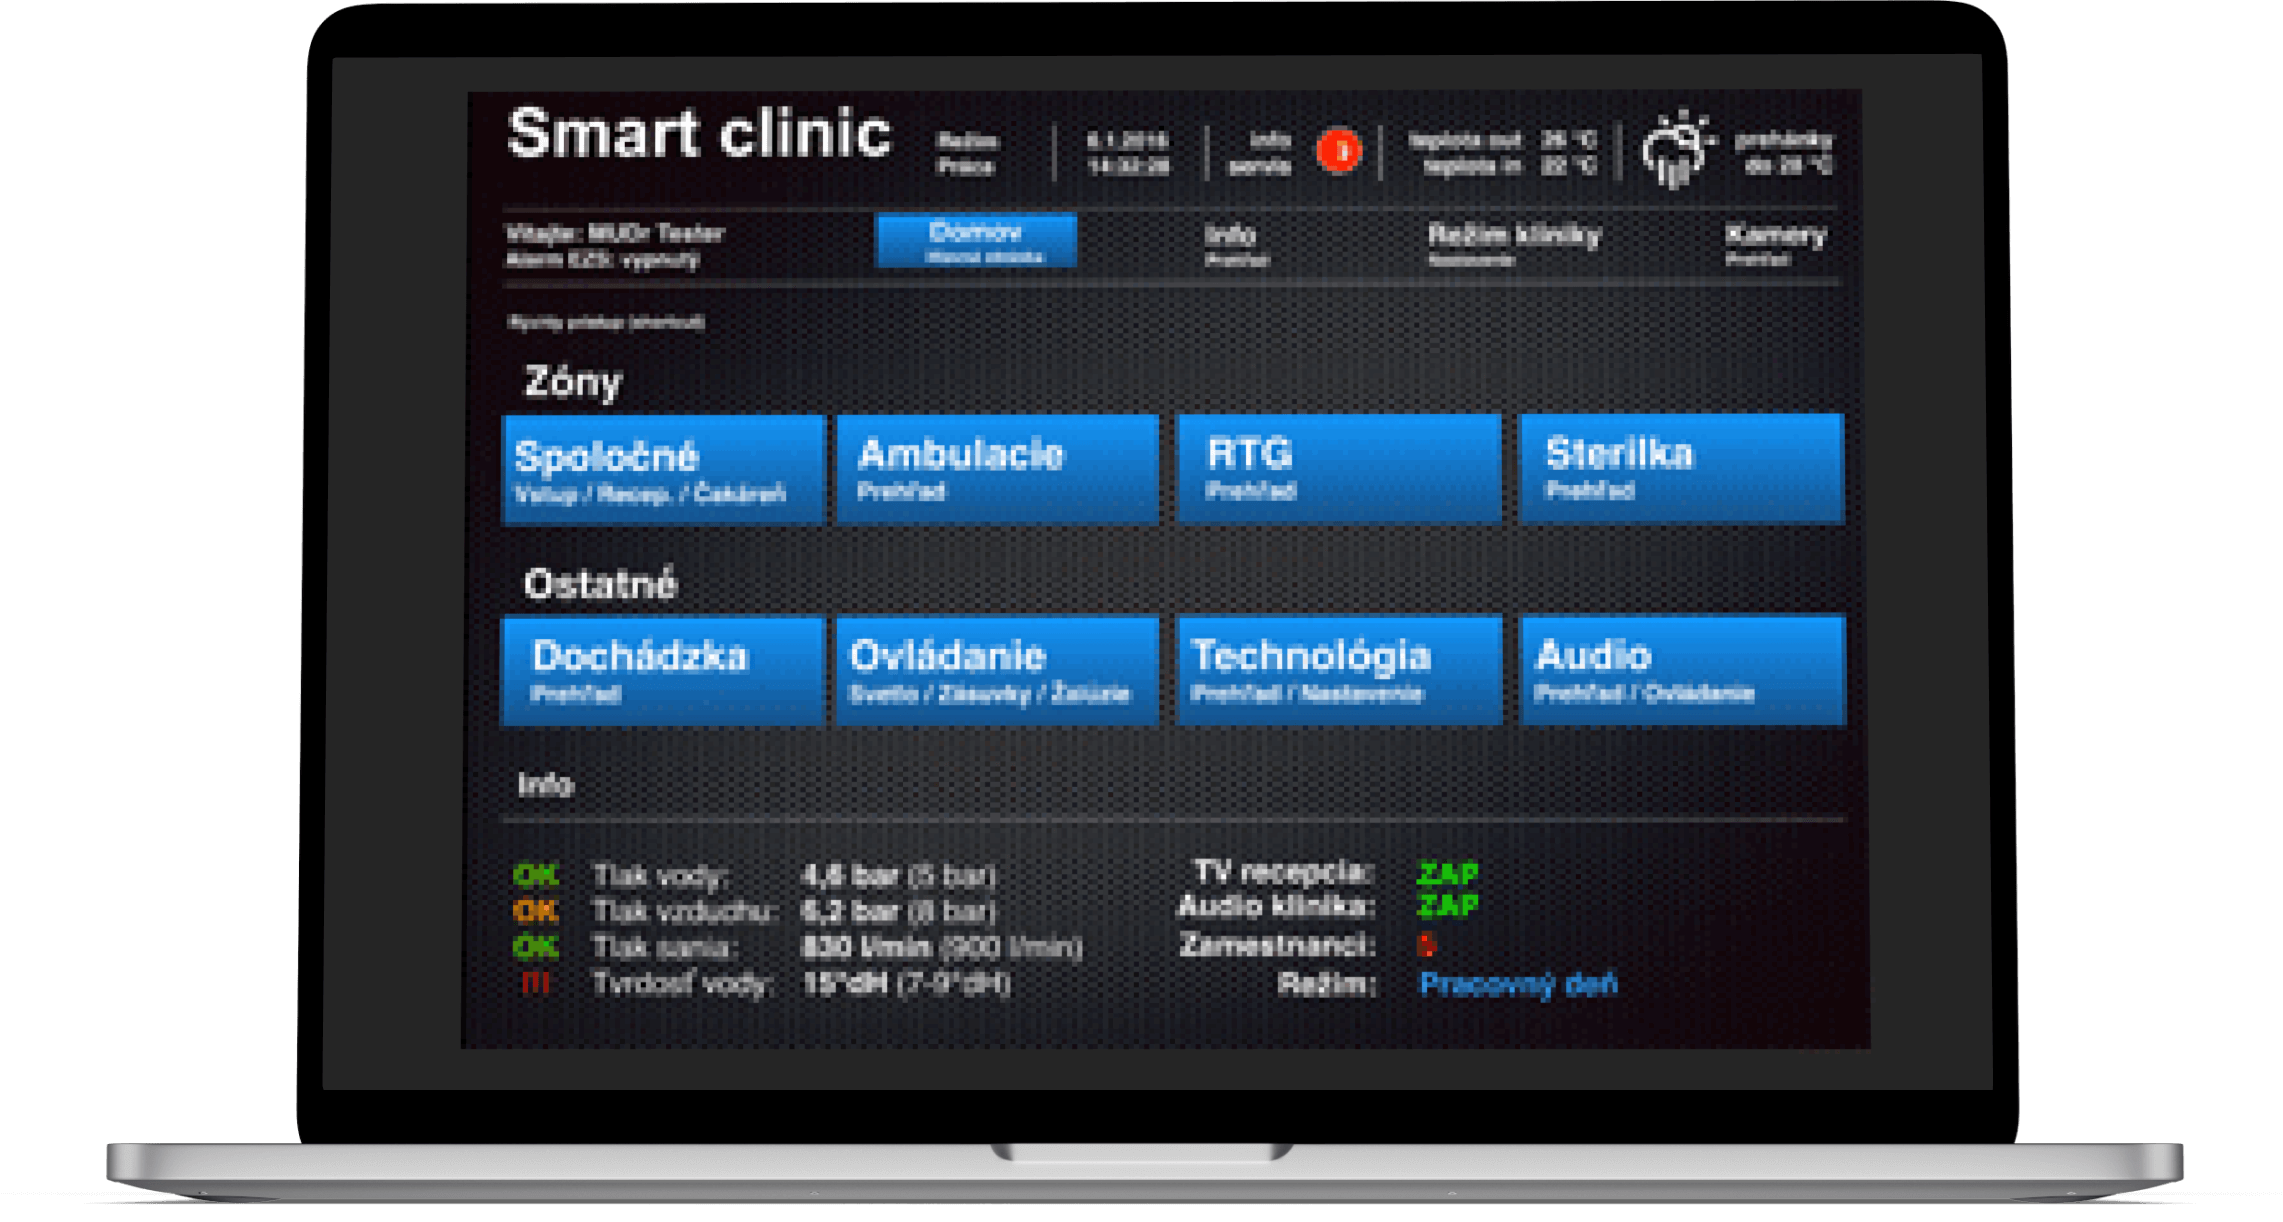 Smart clinic
Režim
Práca
14:32:28
info
servis
teplota out 26 °C
teplota in 22 °C
prehánky
do 28 °C
Vitajte: MUDr Tester
Alarm EZS: vypnutý
Domov
Hlavná stránka
Info
Prehľad
Režim kliniky
Nastavenie
Kamery
Prehľad
Rýchly prístup (shortcut)
Zóny
Spoločné
Vstup / Recep. / Čakáreň
Ambulacie
Prehľad
RTG
Prehľad
Sterilka
Prehľad
Ostatné
Dochádzka
Prehľad
Ovládanie
Svetlo / Zásuvky / Žalúzie
Technológia
Prehľad / Nastavenie
Audio
Prehľad / Ovládanie
Info
OK Tlak vody: 4,6 bar (5 bar)
OK Tlak vzduchu: 6,2 bar (8 bar)
OK Tlak sania: 830 l/min (900 l/min)
!!! Tvrdosť vody: 15°dH (7-9°dH)
TV recepcia: ZAP
Audio klinika: ZAP
Zamestnanci:
Režim: Pracovný deň